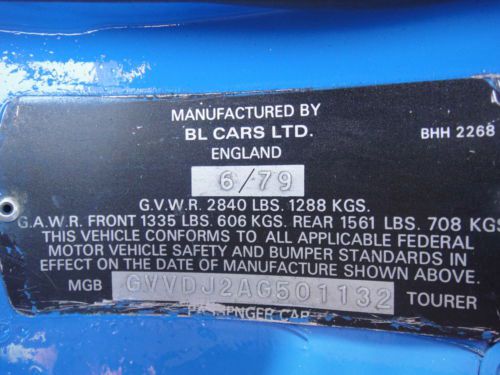 MANUFACTURED BY
BL CARS LTD.
BHH 2268
ENGLAND
6/79
G.V.W.R. 2840 LBS. 1288 KGS.
G.A.W.R. FRONT 1335 LBS. 606 KGS. REAR 1561 LBS. 708 KGS
THIS VEHICLE CONFORMS TO ALL APPLICABLE FEDERAL
MOTOR VEHICLE SAFETY AND BUMPER STANDARDS IN
EFFECT ON THE DATE OF MANUFACTURE SHOWN ABOVE.
MGB GVVDJ2AG501132 TOURER
PASSENGER CAR